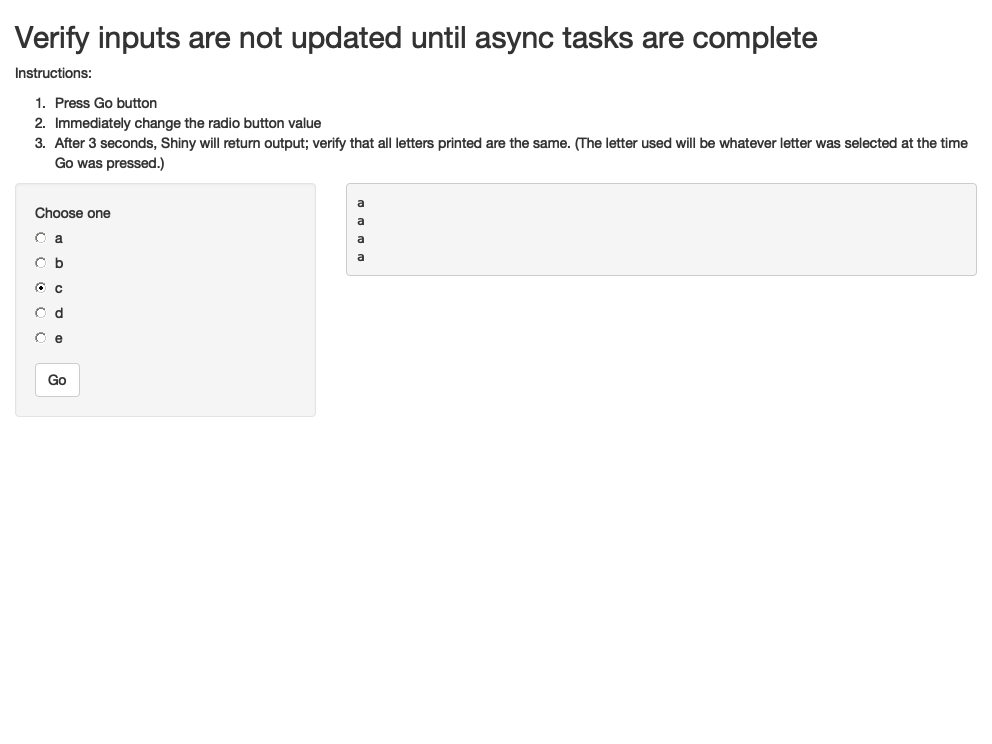 Verify inputs are not updated until async tasks are complete
Instructions:
1. Press Go button
2. Immediately change the radio button value
3. After 3 seconds, Shiny will return output; verify that all letters printed are the same. (The letter used will be whatever letter was selected at the time
Go was pressed.)
Choose one
a
b
c
d
e
Go
a
a
a
a